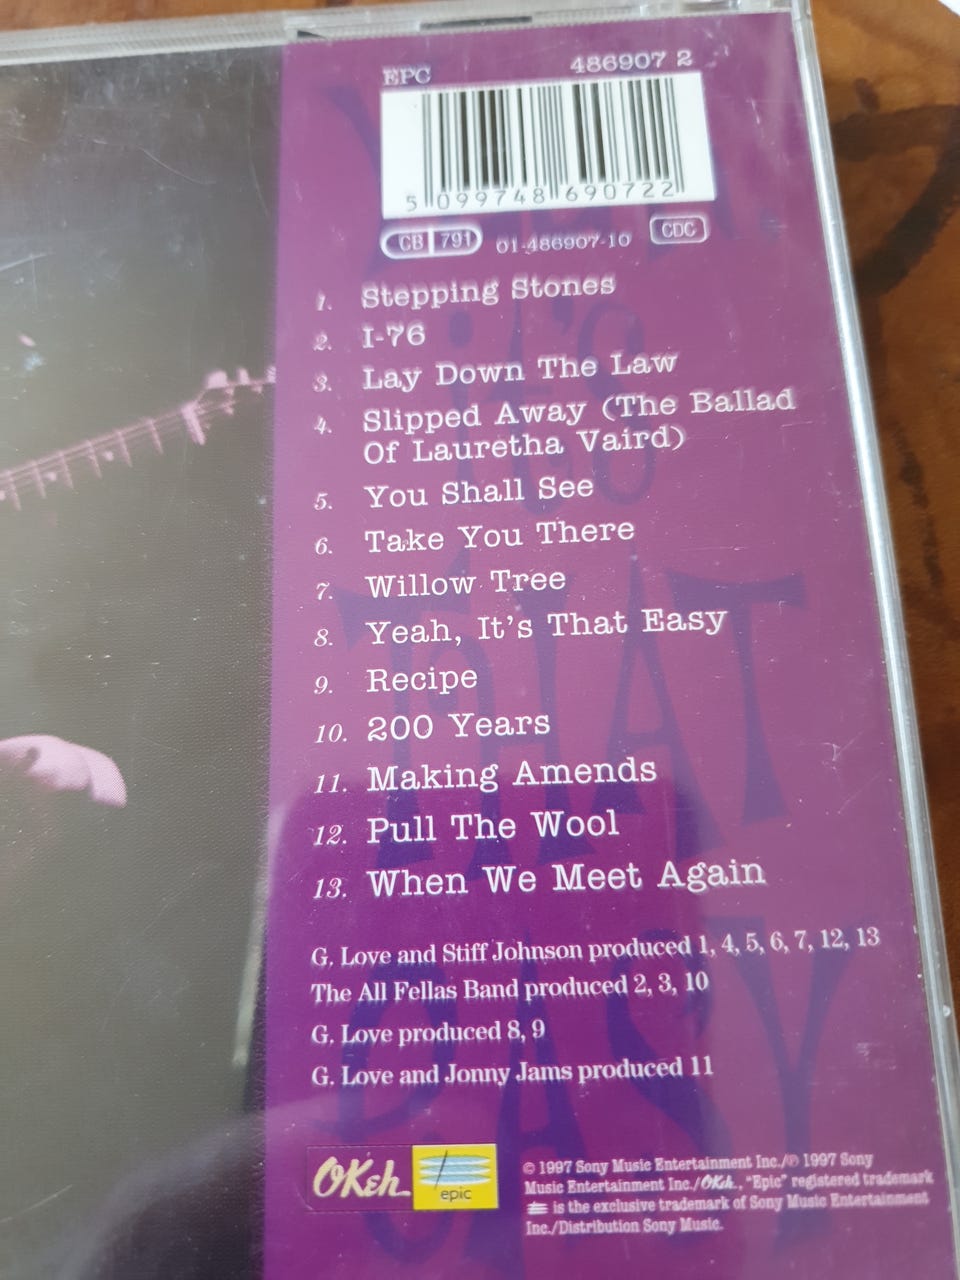 EPC 486907 2
5 099748 690722
CB 791 01-486907-10 CDC
1. Stepping Stones
2. I-76
3. Lay Down The Law
4. Slipped Away (The Ballad
Of Lauretha Vaird)
5. You Shall See
6. Take You There
7. Willow Tree
8. Yeah, It's That Easy
9. Recipe
10. 200 Years
11. Making Amends
12. Pull The Wool
13. When We Meet Again
G. Love and Stiff Johnson produced 1, 4, 5, 6, 7, 12, 13
The All Fellas Band produced 2, 3, 10
G. Love produced 8, 9
G. Love and Jonny Jams produced 11
OKeh epic
© 1997 Sony Music Entertainment Inc./℗ 1997 Sony
Music Entertainment Inc./OKeh., "Epic" registered trademark
is the exclusive trademark of Sony Music Entertainment
Inc./Distribution Sony Music.
it's
THAT
EASY